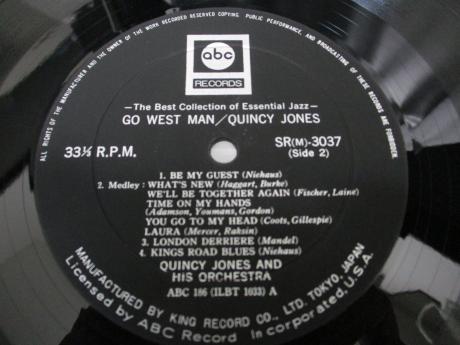 ALL RIGHTS OF THE MANUFACTURER AND THE OWNER OF THE WORK RECORDED RESERVED COPYING. PUBLIC PERFORMANCE, AND BROADCASTING OF THESE RECORDS ARE FORBIDDEN.
abc
RECORDS
—The Best Collection of Essential Jazz—
GO WEST MAN/QUINCY JONES
33⅓ R.P.M.
SR(M)-3037
(Side 2)
1. BE MY GUEST (Niehaus)
2. Medley: WHAT'S NEW (Haggart, Burke)
WE'LL BE TOGETHER AGAIN (Fischer, Laine)
TIME ON MY HANDS
(Adamson, Youmans, Gordon)
YOU GO TO MY HEAD (Coots, Gillespie)
LAURA (Mercer, Raksin)
3. LONDON DERRIERE (Mandel)
4. KINGS ROAD BLUES (Niehaus)
QUINCY JONES AND
HIS ORCHESTRA
ABC 186 (ILBT 1033) A
MANUFACTURED BY KING RECORD CO., LTD. TOKYO, JAPAN
Licensed by ABC Record Incorporated, U.S.A.